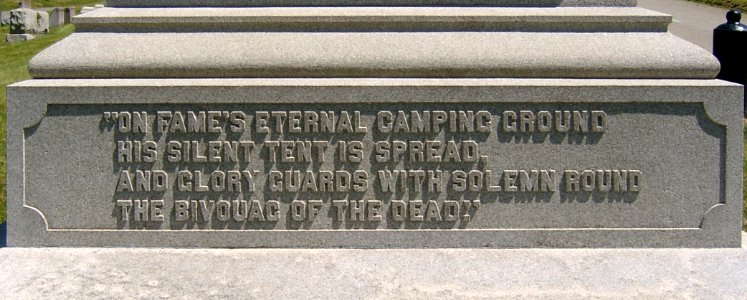 "ON FAME'S ETERNAL CAMPING GROUND
HIS SILENT TENT IS SPREAD,
AND GLORY GUARDS WITH SOLEMN ROUND
THE BIVOUAC OF THE DEAD."